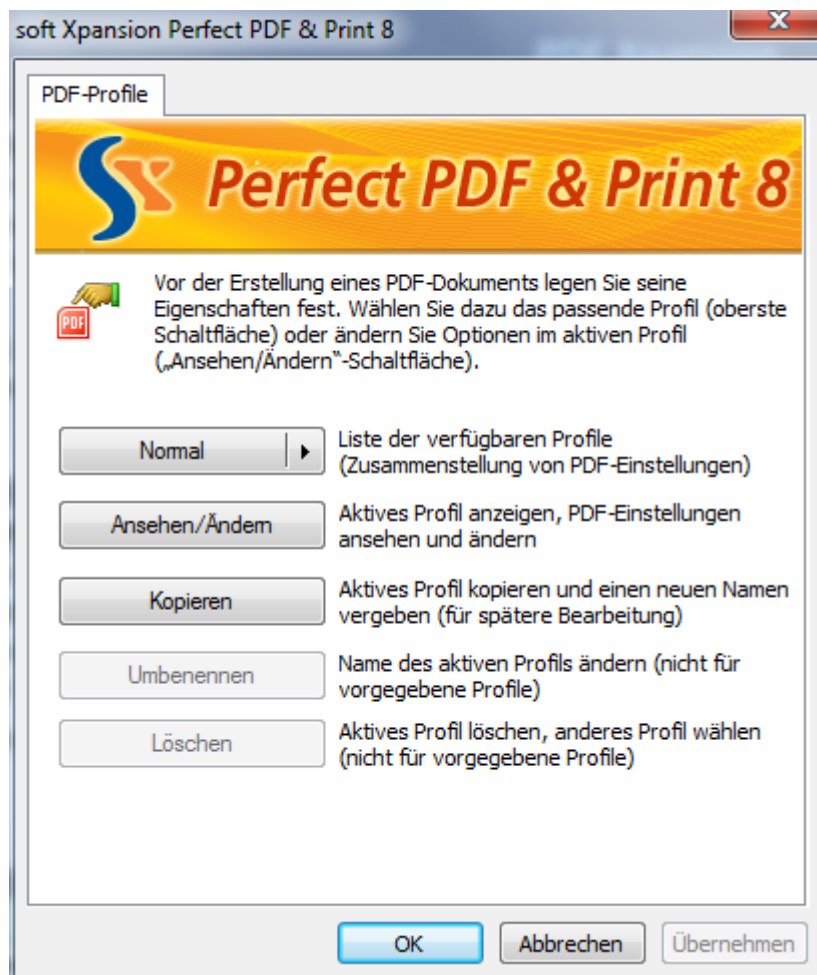 soft Xpansion Perfect PDF & Print 8
X
PDF-Profile
SX Perfect PDF & Print 8
PDF
Vor der Erstellung eines PDF-Dokuments legen Sie seine
Eigenschaften fest. Wählen Sie dazu das passende Profil (oberste
Schaltfläche) oder ändern Sie Optionen im aktiven Profil
(„Ansehen/Ändern“-Schaltfläche).
Normal
Liste der verfügbaren Profile
(Zusammenstellung von PDF-Einstellungen)
Ansehen/Ändern
Aktives Profil anzeigen, PDF-Einstellungen
ansehen und ändern
Kopieren
Aktives Profil kopieren und einen neuen Namen
vergeben (für spätere Bearbeitung)
Umbenennen
Name des aktiven Profils ändern (nicht für
vorgegebene Profile)
Löschen
Aktives Profil löschen, anderes Profil wählen
(nicht für vorgegebene Profile)
OK
Abbrechen
Übernehmen